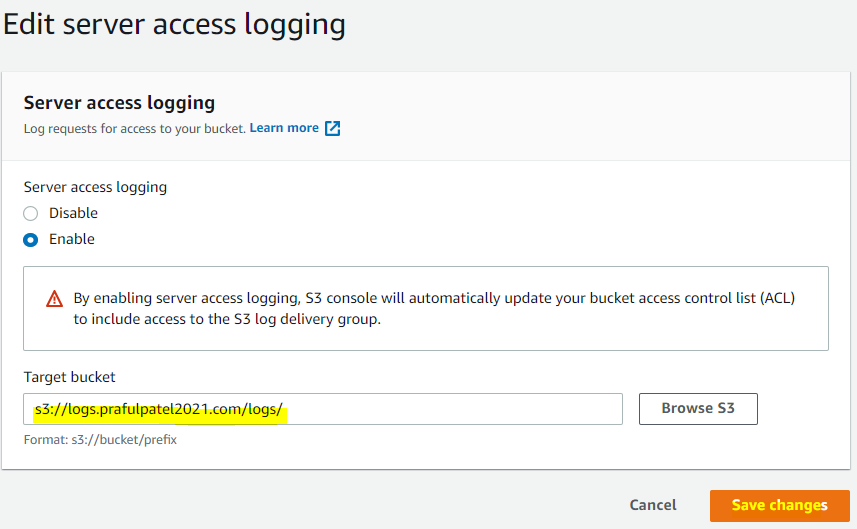 Edit server access logging
Server access logging
Log requests for access to your bucket. Learn more
Server access logging
Disable
Enable
By enabling server access logging, S3 console will automatically update your bucket access control list (ACL)
to include access to the S3 log delivery group.
Target bucket
s3://logs.prafulpatel2021.com/logs/
Browse S3
Format: s3://bucket/prefix
Cancel
Save changes